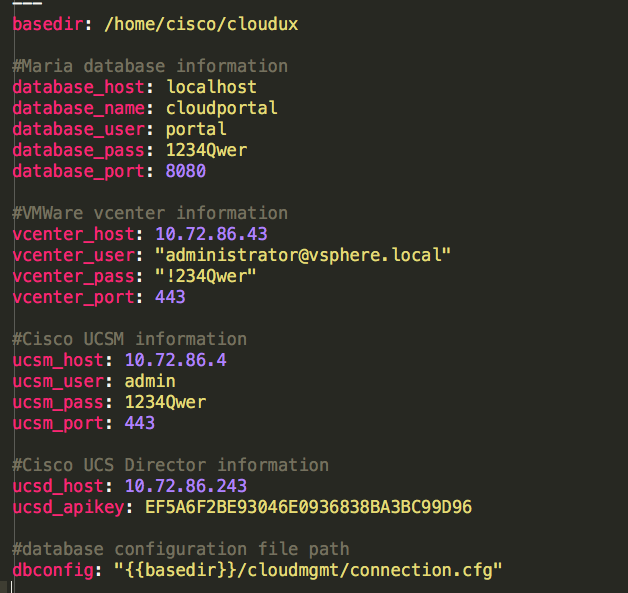 ---
basedir: /home/cisco/cloudux
#Maria database information
database_host: localhost
database_name: cloudportal
database_user: portal
database_pass: 1234Qwer
database_port: 8080
#VMWare vcenter information
vcenter_host: 10.72.86.43
vcenter_user: "administrator@vsphere.local"
vcenter_pass: "!234Qwer"
vcenter_port: 443
#Cisco UCSM information
ucsm_host: 10.72.86.4
ucsm_user: admin
ucsm_pass: 1234Qwer
ucsm_port: 443
#Cisco UCS Director information
ucsd_host: 10.72.86.243
ucsd_apikey: EF5A6F2BE93046E0936838BA3BC99D96
#database configuration file path
dbconfig: "{{basedir}}/cloudmgmt/connection.cfg"